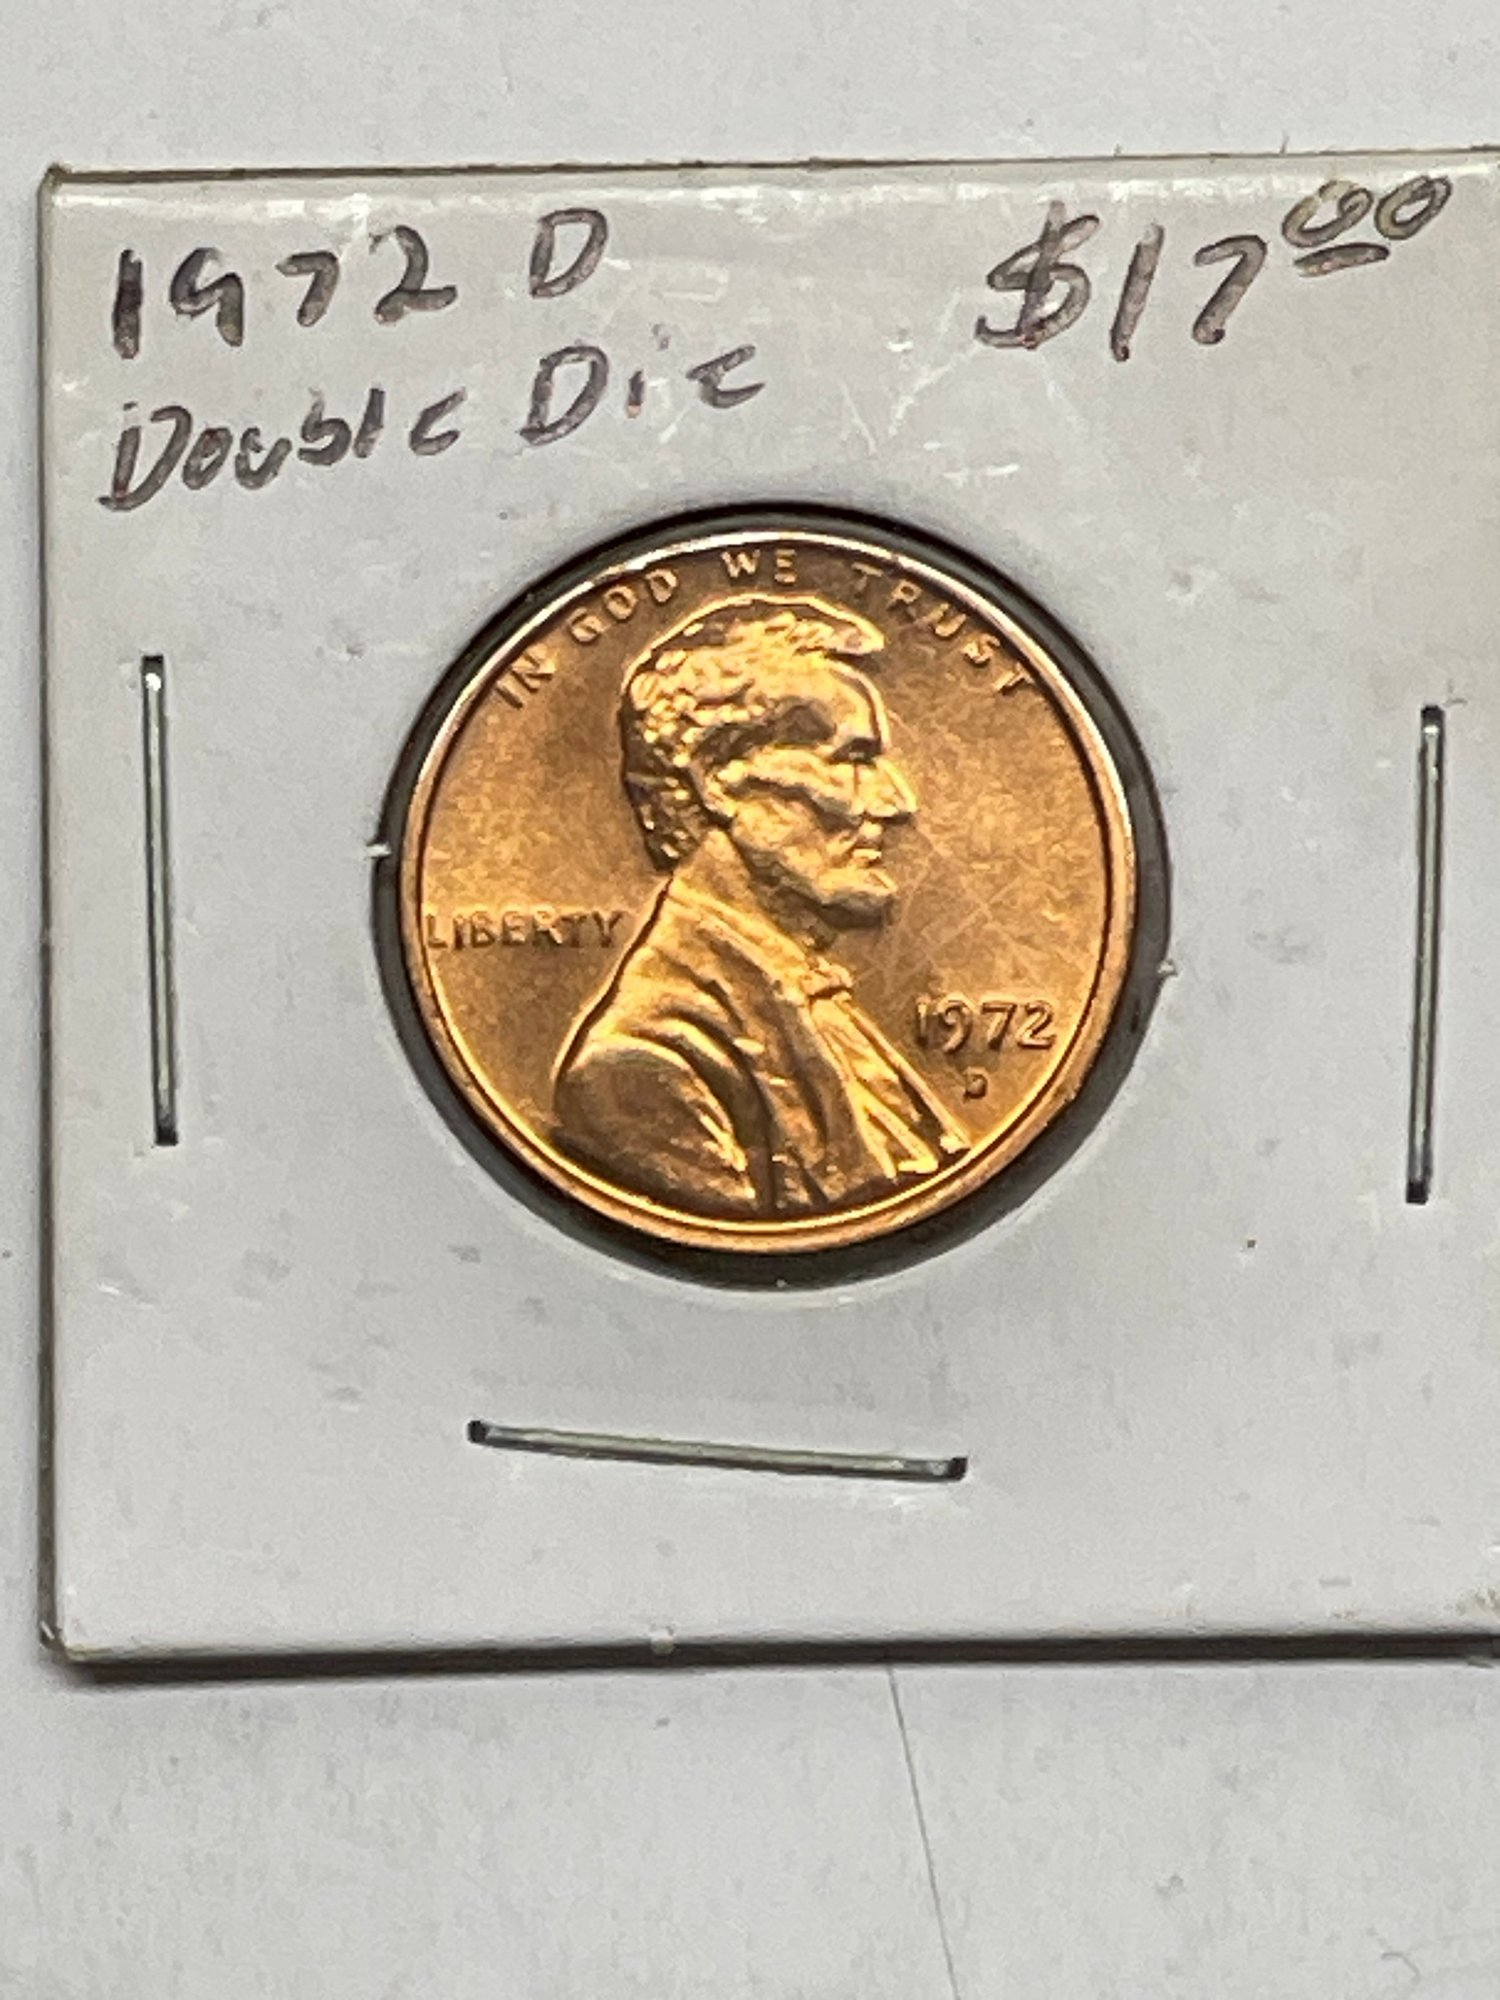 1972 D $17.00
Double Die
IN GOD WE TRUST
LIBERTY
1972
D